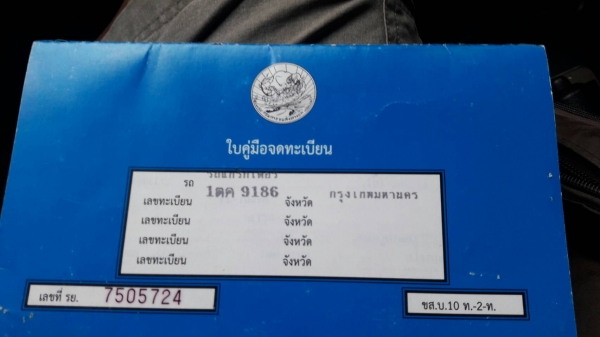 ใบคู่มือจดทะเบียน
รถ
เลขทะเบียน 1ตค 9186 จังหวัด กรุงเทพมหานคร
เลขทะเบียน จังหวัด
เลขทะเบียน จังหวัด
เลขทะเบียน จังหวัด
เลขที่ รย. 7505724
ขส.บ.10 ท.-2-ท.